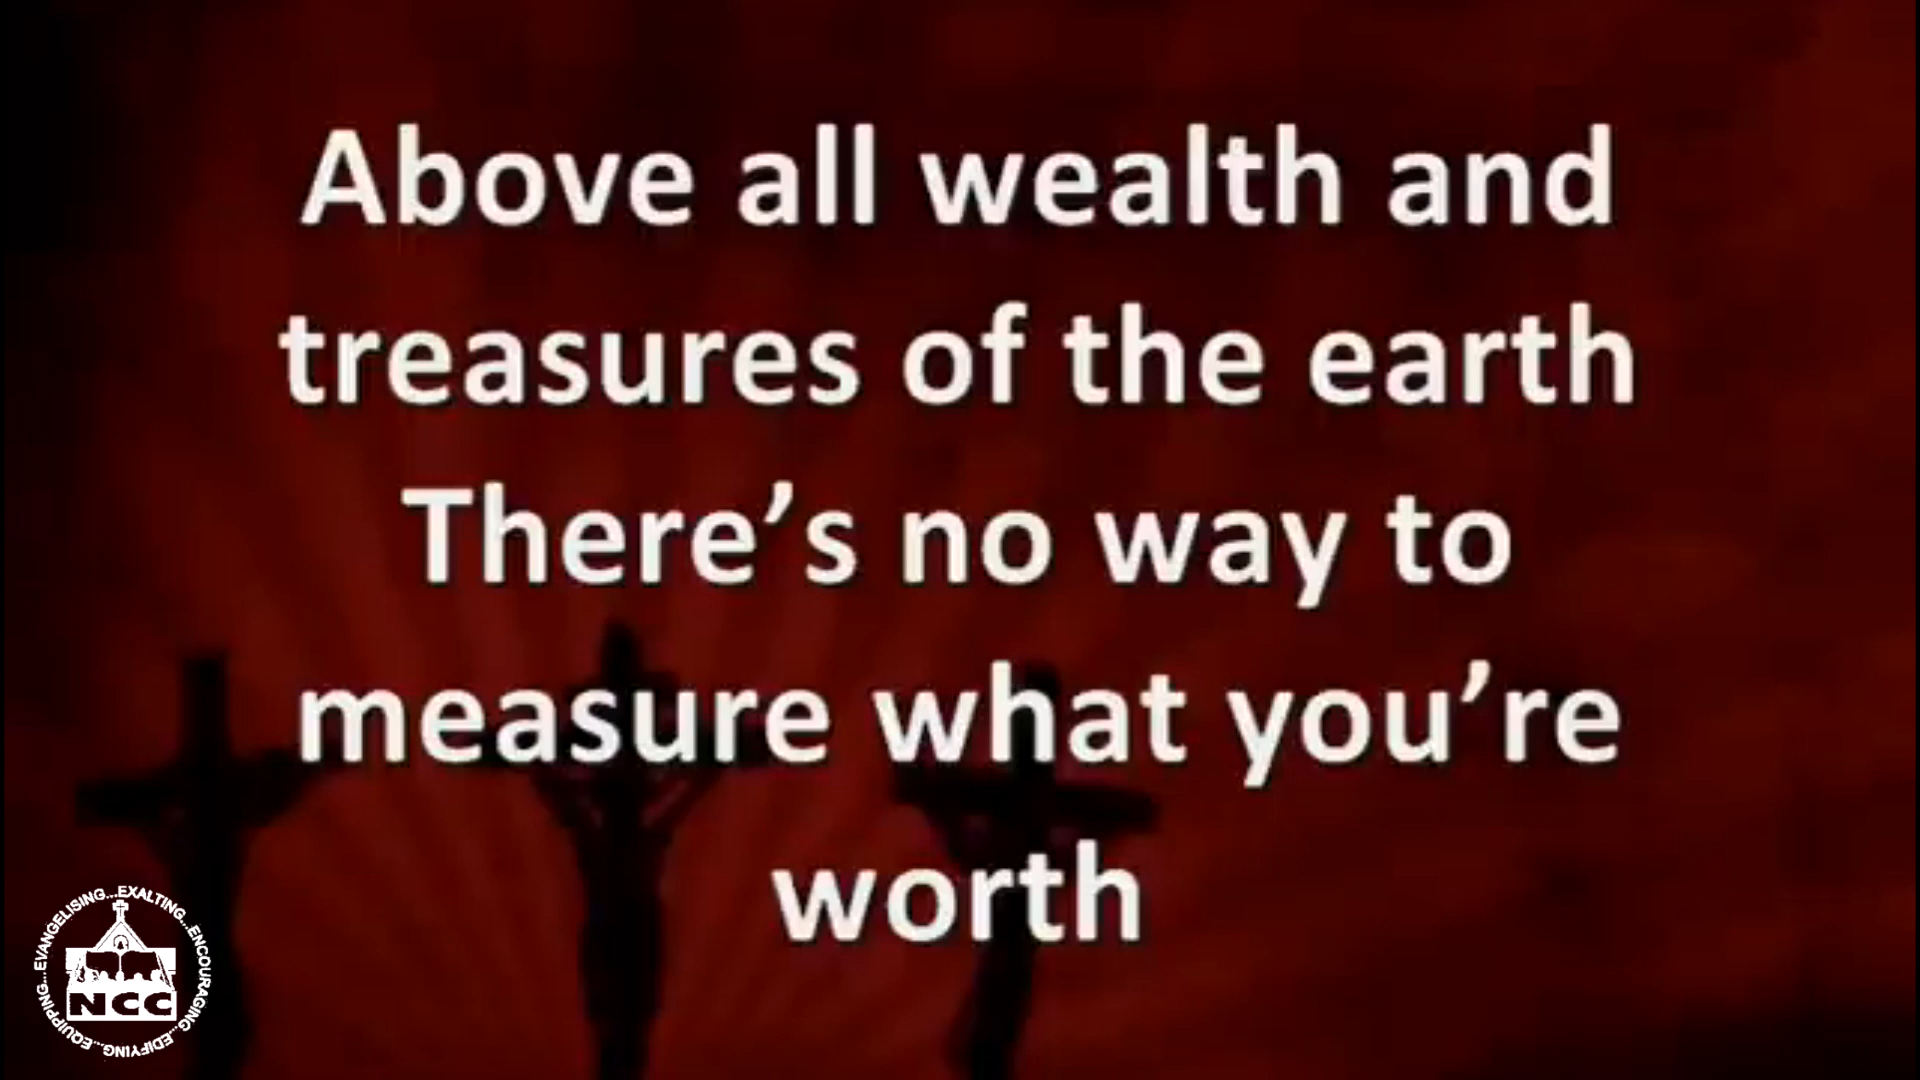 Above all wealth and
treasures of the earth
There’s no way to
measure what you’re
worth
EVANGELISING...EXALTING...ENCOURAGING...EDIFYING...EQUIPPING...
NCC